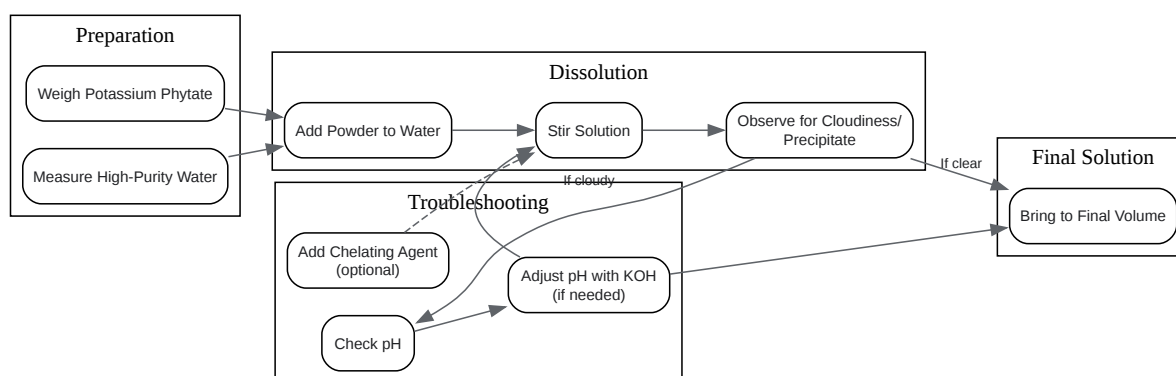 Preparation
Weigh Potassium Phytate
Measure High-Purity Water
Dissolution
Add Powder to Water
Stir Solution
Observe for Cloudiness/
Precipitate
If cloudy
If clear
Troubleshooting
Add Chelating Agent
(optional)
Adjust pH with KOH
(if needed)
Check pH
Final Solution
Bring to Final Volume